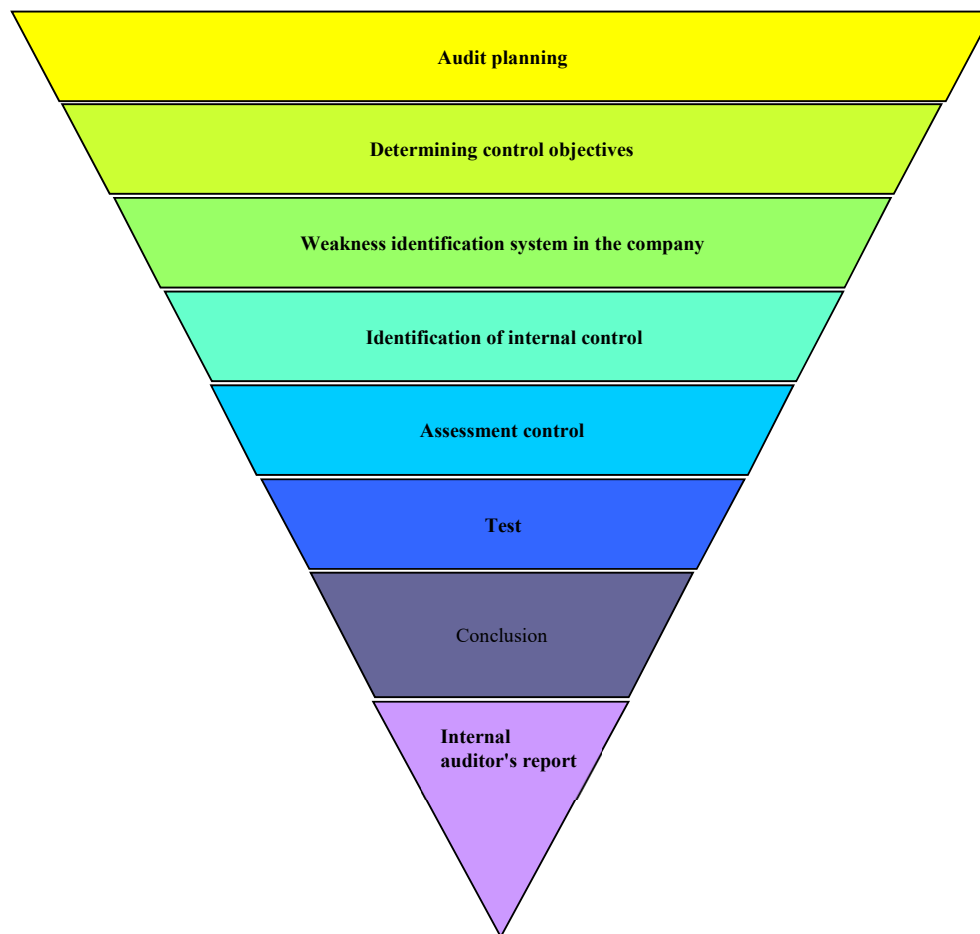 Audit planning
Determining control objectives
Weakness identification system in the company
Identification of internal control
Assessment control
Test
Conclusion
Internal
auditor's report